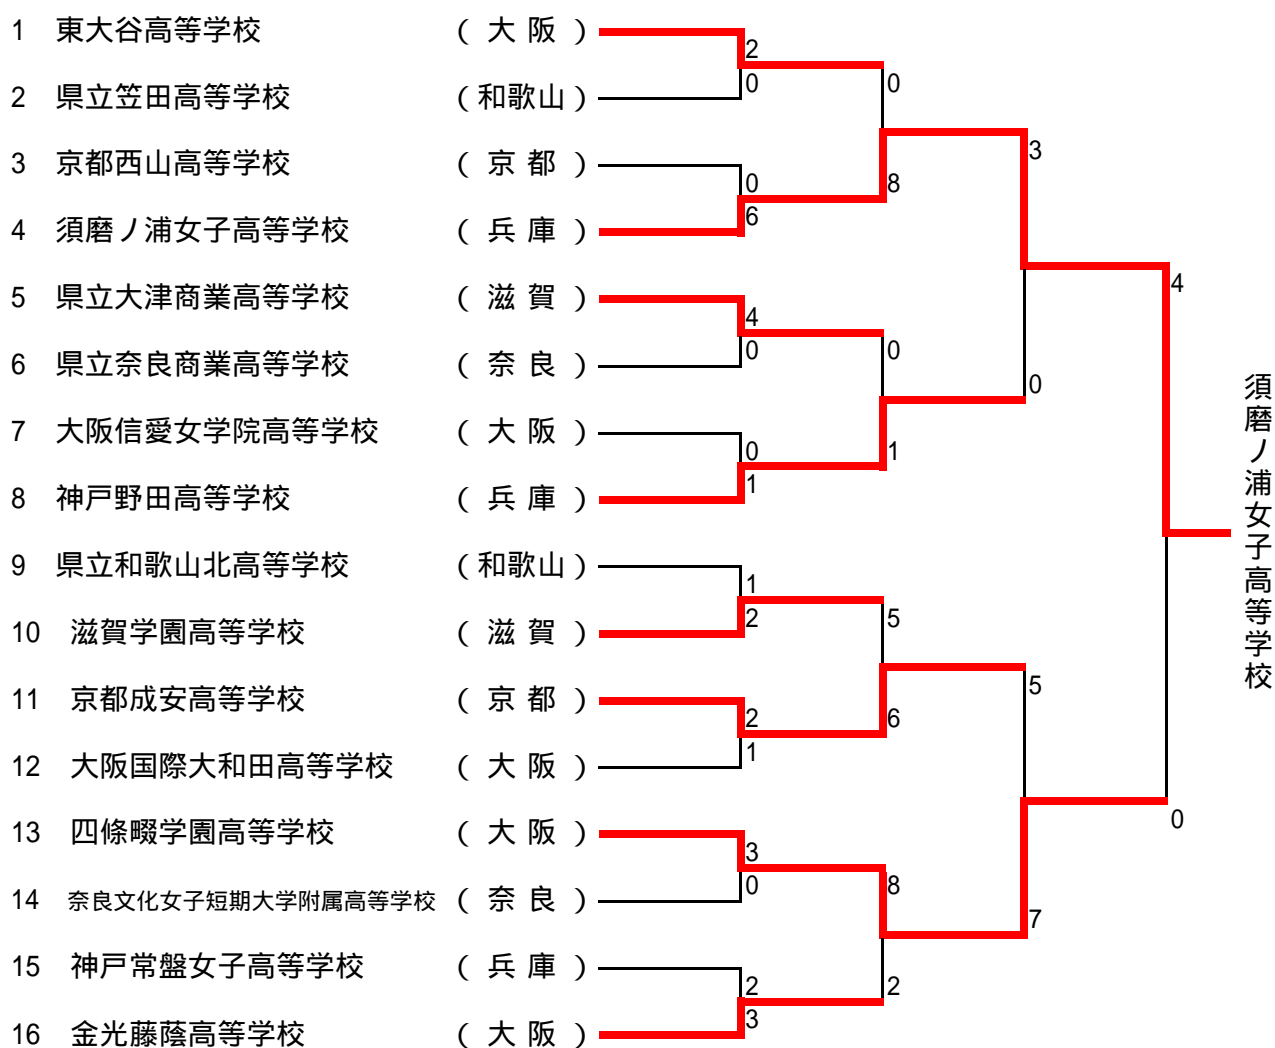 1 東大谷高等学校 ( 大 阪 )
2
0
2 県立笠田高等学校 ( 和歌山 )
0
3 京都西山高等学校 ( 京 都 )
3
0
8
6
4 須磨ノ浦女子高等学校 ( 兵 庫 )
4
5 県立大津商業高等学校 ( 滋 賀 )
4
0
0
6 県立奈良商業高等学校 ( 奈 良 )
0
7 大阪信愛女学院高等学校 ( 大 阪 )
0
1
1
8 神戸野田高等学校 ( 兵 庫 )
須磨ノ浦女子高等学校
9 県立和歌山北高等学校 ( 和歌山 )
1
2
5
10 滋賀学園高等学校 ( 滋 賀 )
5
11 京都成安高等学校 ( 京 都 )
2
6
1
12 大阪国際大和田高等学校 ( 大 阪 )
0
13 四條畷学園高等学校 ( 大 阪 )
3
0
8
14 奈良文化女子短期大学附属高等学校 ( 奈 良 )
7
15 神戸常盤女子高等学校 ( 兵 庫 )
2
2
3
16 金光藤蔭高等学校 ( 大 阪 )